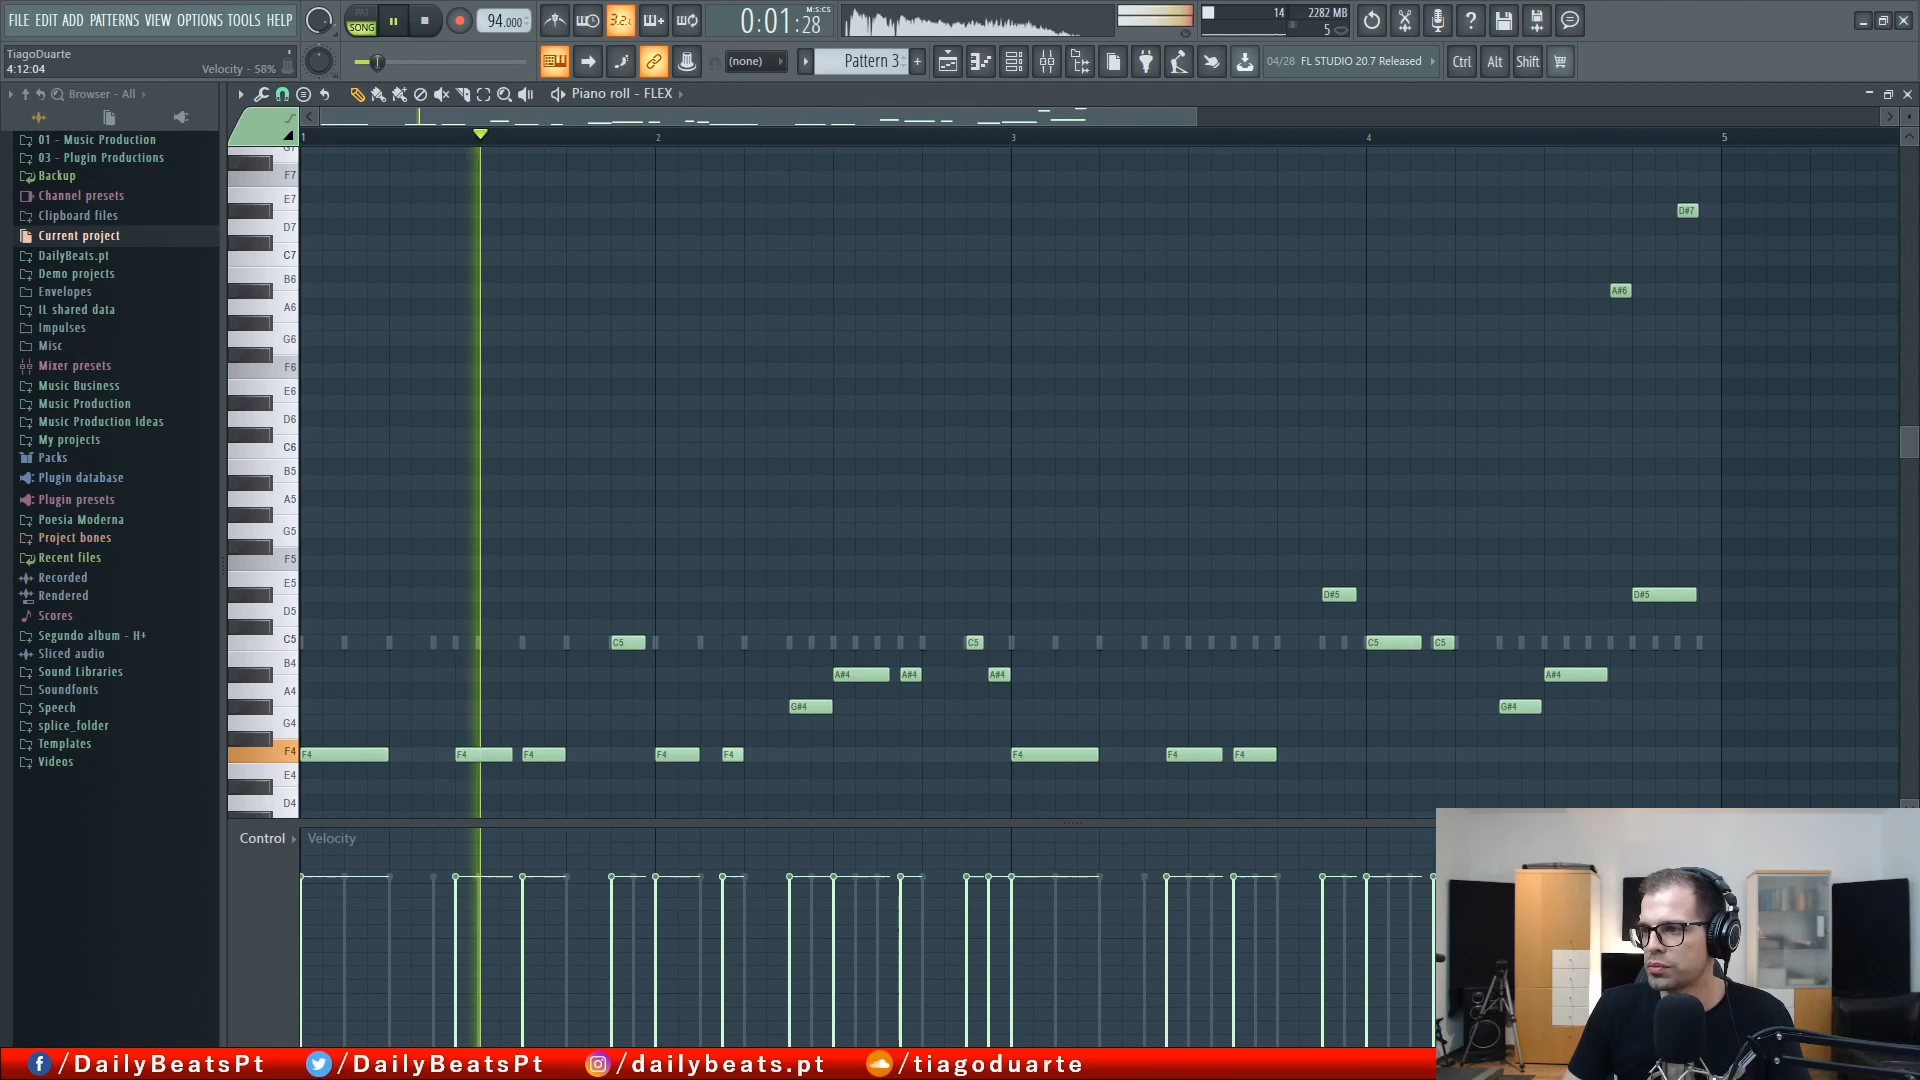 FILE EDIT ADD PATTERNS VIEW OPTIONS TOOLS HELP
PAT
SONG
94.000
3.2.
0:01:28
M:S:CS
14
2282 MB
5
TiagoDuarte
4:12:04
Velocity - 58%
(none)
Pattern 3
+
04/28 FL STUDIO 20.7 Released
Ctrl
Alt
Shift
Browser - All
Piano roll - FLEX
01 - Music Production
03 - Plugin Productions
Backup
Channel presets
Clipboard files
Current project
DailyBeats.pt
Demo projects
Envelopes
IL shared data
Impulses
Misc
Mixer presets
Music Business
Music Production
Music Production Ideas
My projects
Packs
Plugin database
Plugin presets
Poesia Moderna
Project bones
Recent files
Recorded
Rendered
Scores
Segundo album - H+
Sliced audio
Sound Libraries
Soundfonts
Speech
splice_folder
Templates
Videos
1
2
3
4
5
G7
F7
E7
D7
C7
B6
A6
G6
F6
E6
D6
C6
B5
A5
G5
F5
E5
D5
C5
B4
A4
G4
F4
E4
D4
D#7
A#6
D#5
D#5
C5
C5
C5
C5
A#4
A#4
A#4
A#4
G#4
G#4
F4
F4
F4
F4
F4
F4
F4
F4
Control
Velocity
/DailyBeatsPt
/DailyBeatsPt
/dailybeats.pt
/tiagoduarte